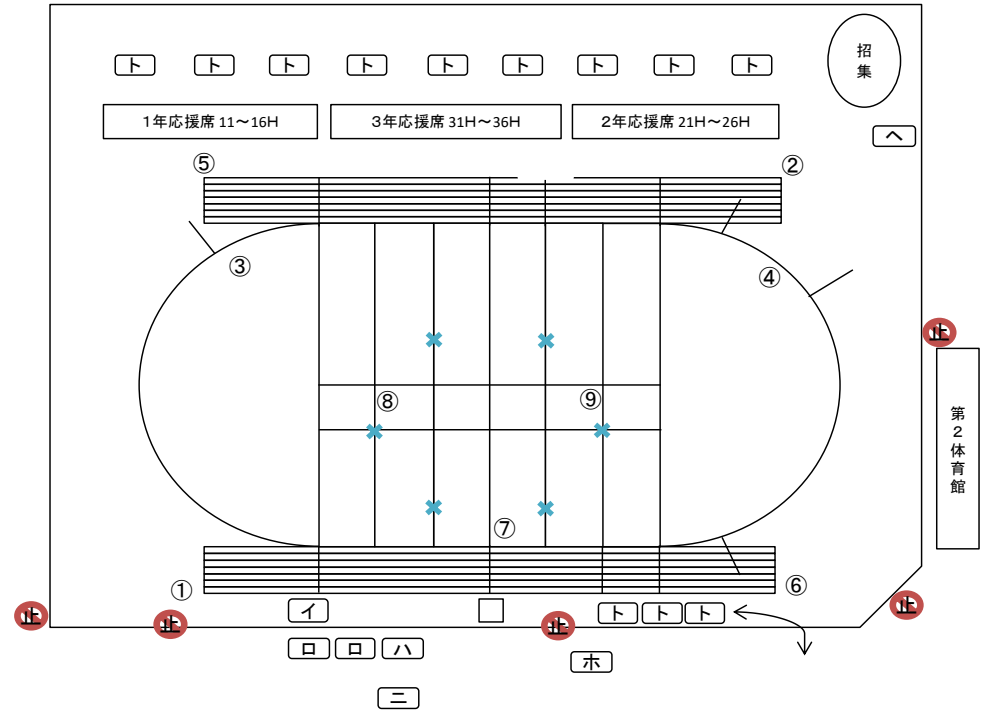 ト ト ト ト ト ト ト ト ト
招集
1年応援席 11～16H
3年応援席 31H～36H
2年応援席 21H～26H
ヘ
⑤
②
③
④
止
⑧
⑨
第2体育館
⑦
①
⑥
止
止
イ
止
ト ト ト
止
ロ ロ ハ
ホ
ニ